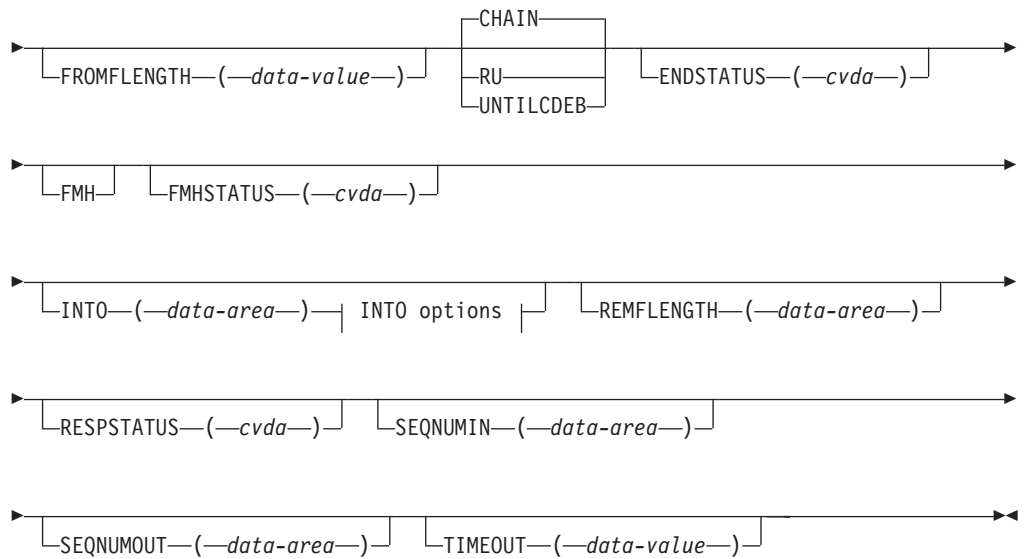 CHAIN
FROMFLENGTH—(—data-value—) RU ENDSTATUS—(—cvda—)
UNTILCDEB
FMH FMHSTATUS—(—cvda—)
INTO—(—data-area—) INTO options REMFLENGTH—(—data-area—)
RESPSTATUS—(—cvda—) SEQNUMIN—(—data-area—)
SEQNUMOUT—(—data-area—) TIMEOUT—(—data-value—)